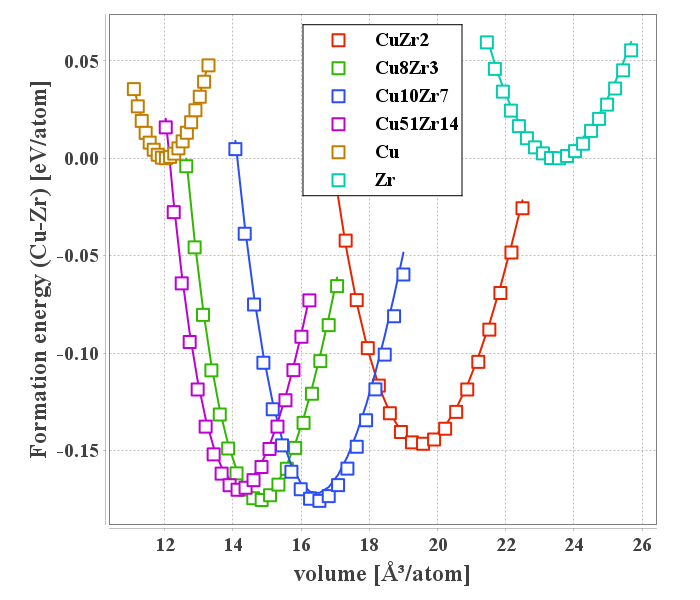 CuZr2
Cu8Zr3
Cu10Zr7
Cu51Zr14
Cu
Zr
Formation energy (Cu-Zr) [eV/atom]
0.05
0.00
-0.05
-0.10
-0.15
12 14 16 18 20 22 24 26
volume [Å³/atom]